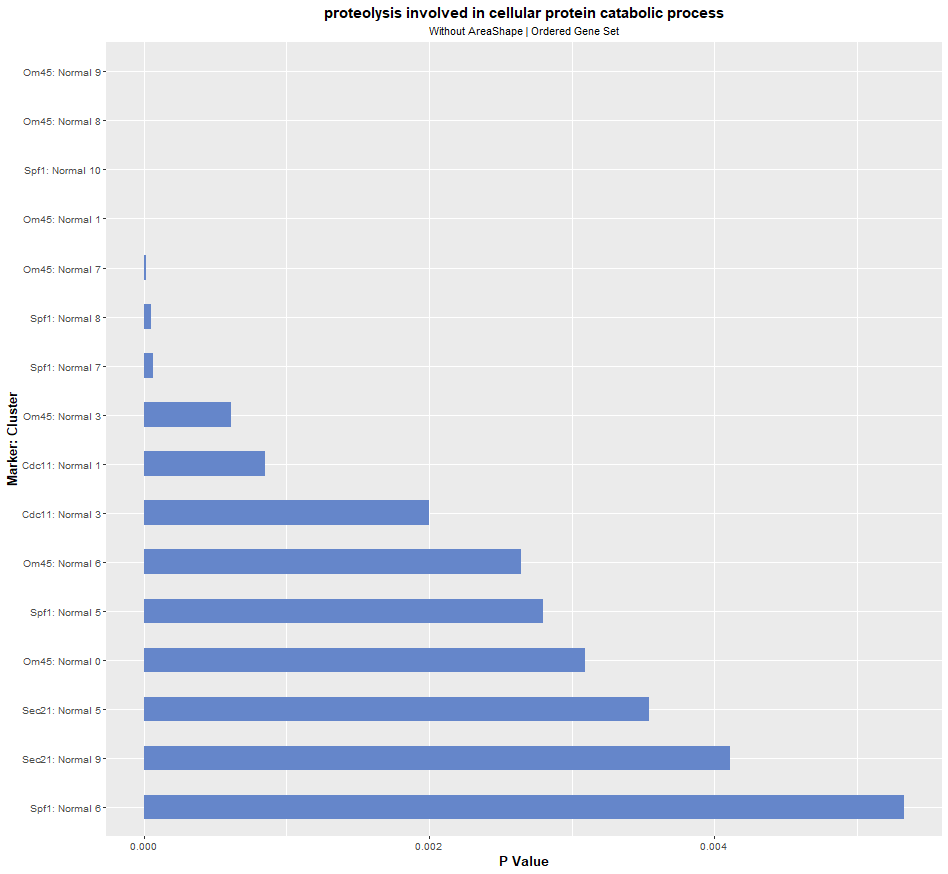 proteolysis involved in cellular protein catabolic process
Without AreaShape | Ordered Gene Set
Marker: Cluster
Om45: Normal 9
Om45: Normal 8
Spf1: Normal 10
Om45: Normal 1
Om45: Normal 7
Spf1: Normal 8
Spf1: Normal 7
Om45: Normal 3
Cdc11: Normal 1
Cdc11: Normal 3
Om45: Normal 6
Spf1: Normal 5
Om45: Normal 0
Sec21: Normal 5
Sec21: Normal 9
Spf1: Normal 6
0.000 0.002 0.004
P Value